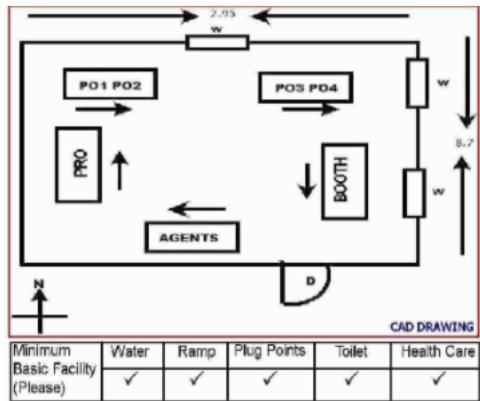 2.95
W
PO1 PO2
PO3 PO4
W
8.7
PRO
BOOTH
W
AGENTS
D
N
CAD DRAWING
Minimum Basic Facility (Please) Water Ramp Plug Points Toilet Health Care
✓ ✓ ✓ ✓ ✓